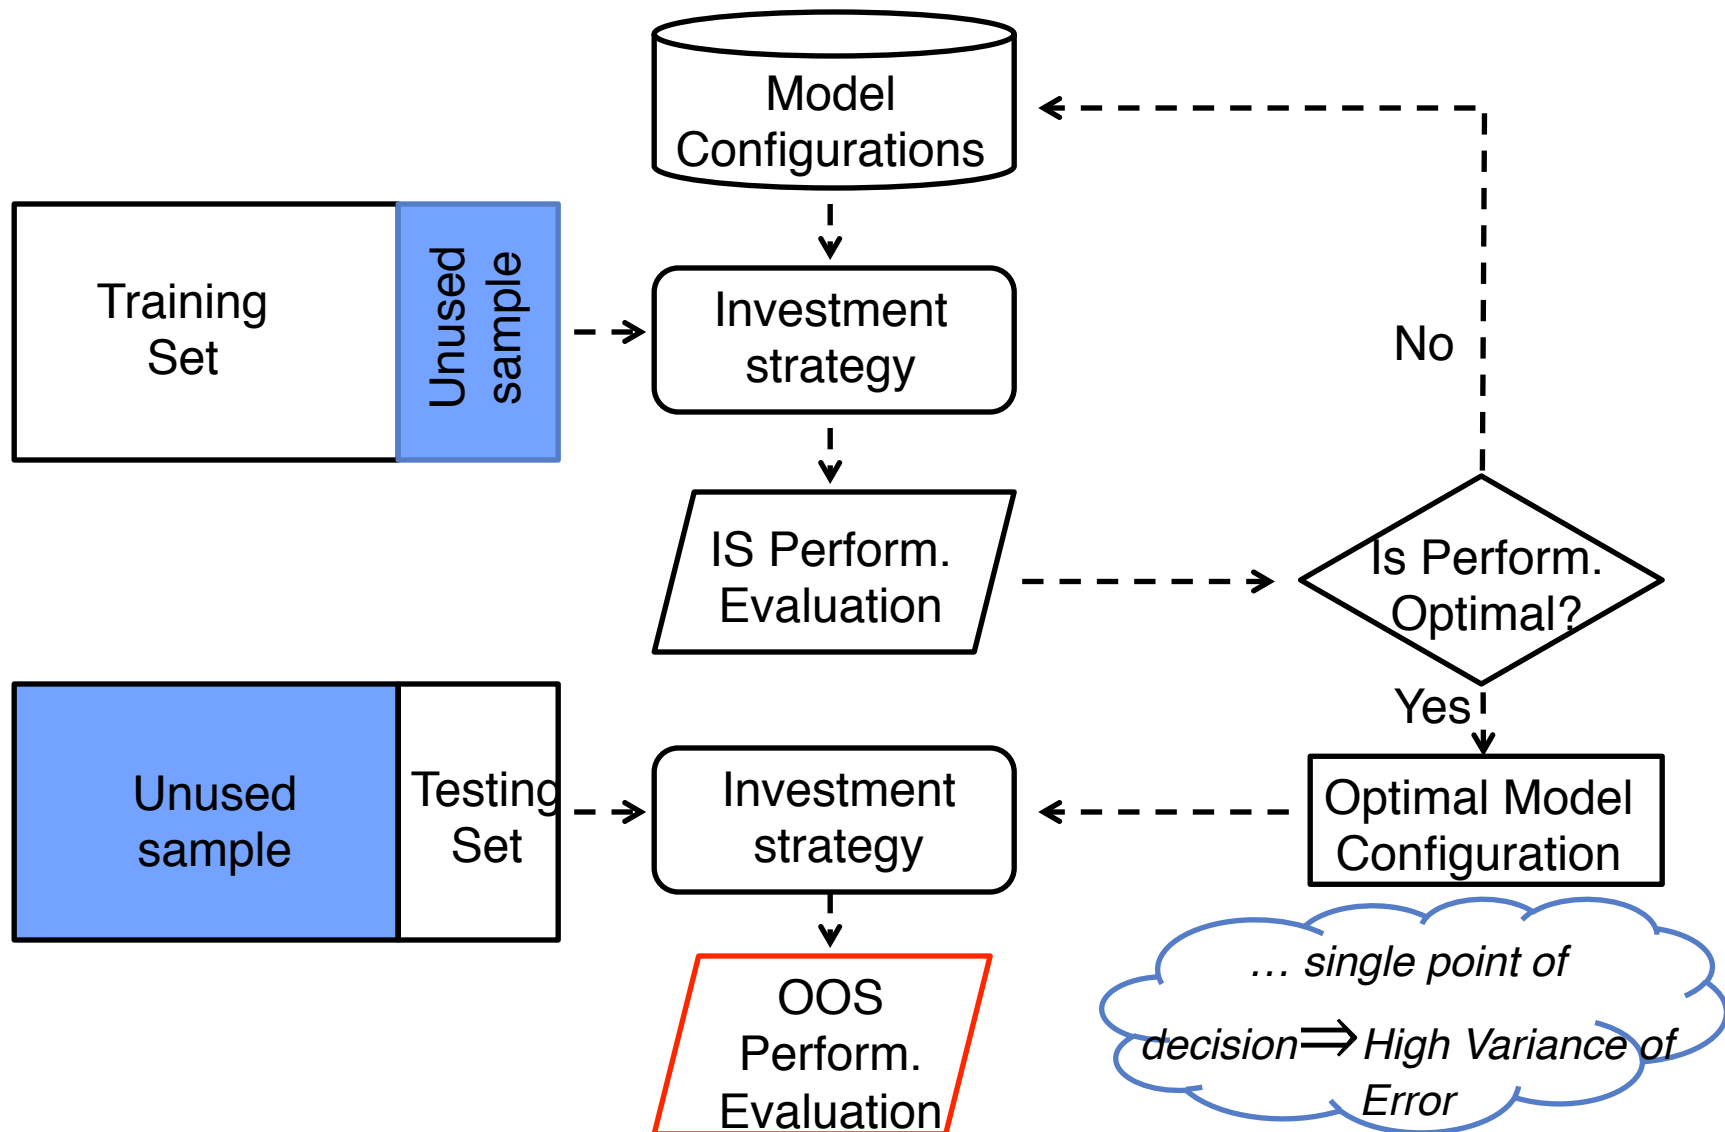 Model
Configurations
Training
Set
Unused
sample
Investment
strategy
No
IS Perform.
Evaluation
Is Perform.
Optimal?
Yes
Unused
sample
Testing
Set
Investment
strategy
Optimal Model
Configuration
OOS
Perform.
Evaluation
... single point of
decision⇒High Variance of
Error